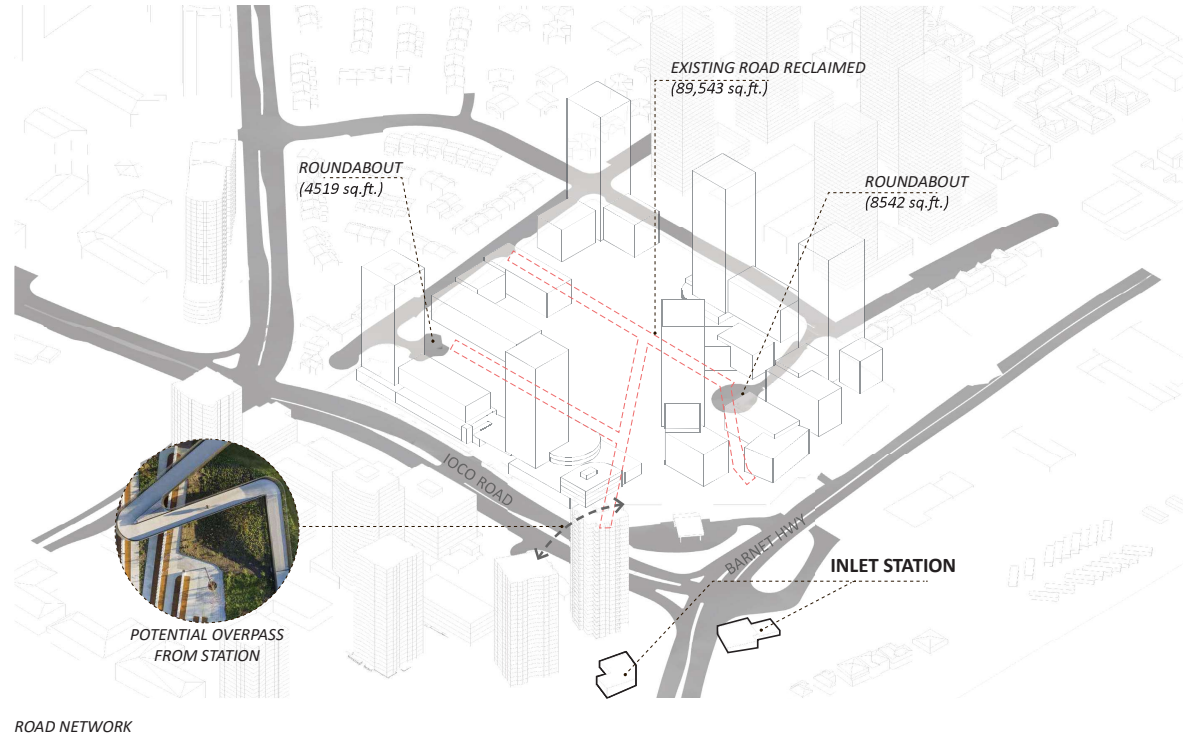 EXISTING ROAD RECLAIMED
(89,543 sq.ft.)
ROUNDABOUT
(4519 sq.ft.)
ROUNDABOUT
(8542 sq.ft.)
IOCO ROAD
BARNET HWY
INLET STATION
POTENTIAL OVERPASS
FROM STATION
ROAD NETWORK